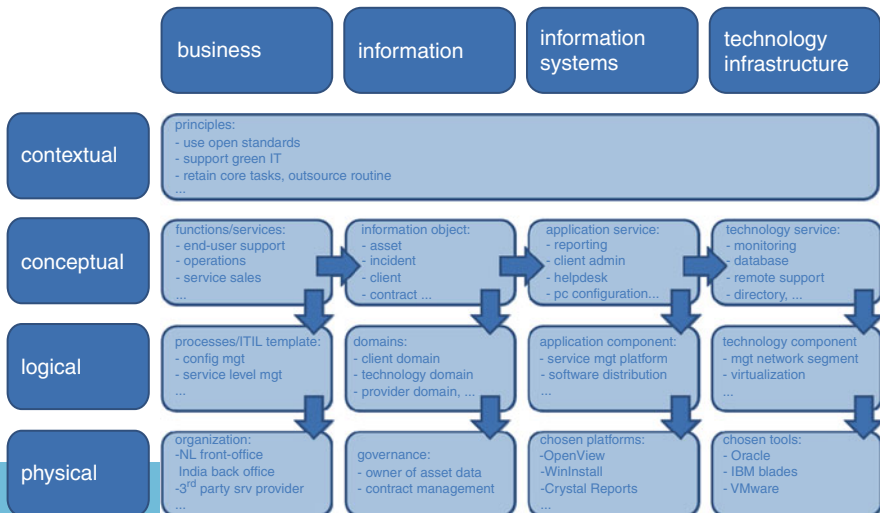 business
information
information
systems
technology
infrastructure
contextual
principles:
- use open standards
- support green IT
- retain core tasks, outsource routine
...
conceptual
functions/services:
- end-user support
- operations
- service sales
...
information object:
- asset
- incident
- client
- contract ...
application service:
- reporting
- client admin
- helpdesk
- pc configuration...
technology service:
- monitoring
- database
- remote support
- directory, ...
logical
processes/ITIL template:
- config mgt
- service level mgt
...
domains:
- client domain
- technology domain
- provider domain, ...
application component:
- service mgt platform
- software distribution
...
technology component
- mgt network segment
- virtualization
...
physical
organization:
-NL front-office
India back office
-3rd party srv provider
...
governance:
- owner of asset data
- contract management
chosen platforms:
-OpenView
-WinInstall
-Crystal Reports
...
chosen tools:
- Oracle
- IBM blades
- VMware